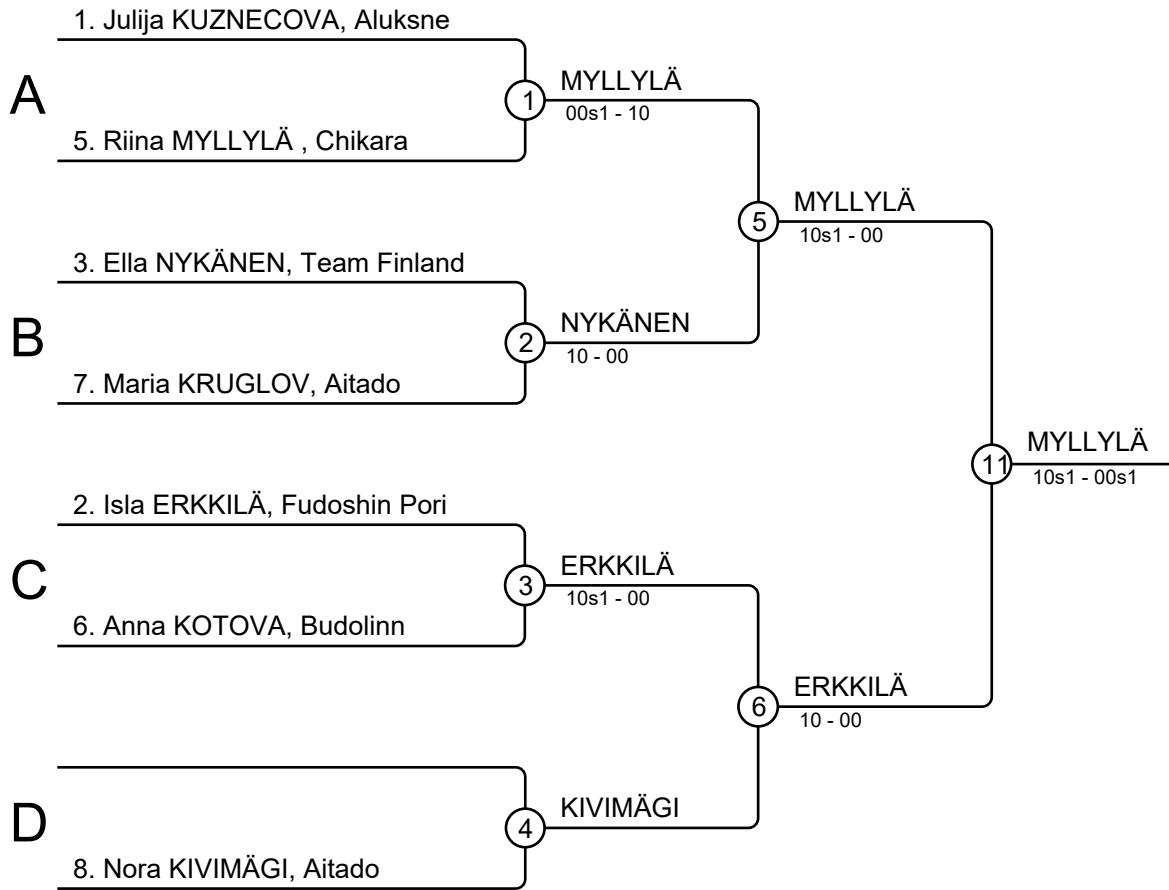 1. Julija KUZNECOVA, Aluksne
A
1
MYLLYLÄ
00s1 - 10
5. Riina MYLLYLÄ , Chikara
5
MYLLYLÄ
10s1 - 00
3. Ella NYKÄNEN, Team Finland
B
2
NYKÄNEN
10 - 00
7. Maria KRUGLOV, Aitado
11
MYLLYLÄ
10s1 - 00s1
2. Isla ERKKILÄ, Fudoshin Pori
C
3
ERKKILÄ
10s1 - 00
6. Anna KOTOVA, Budolinn
6
ERKKILÄ
10 - 00
D
4
KIVIMÄGI
8. Nora KIVIMÄGI, Aitado